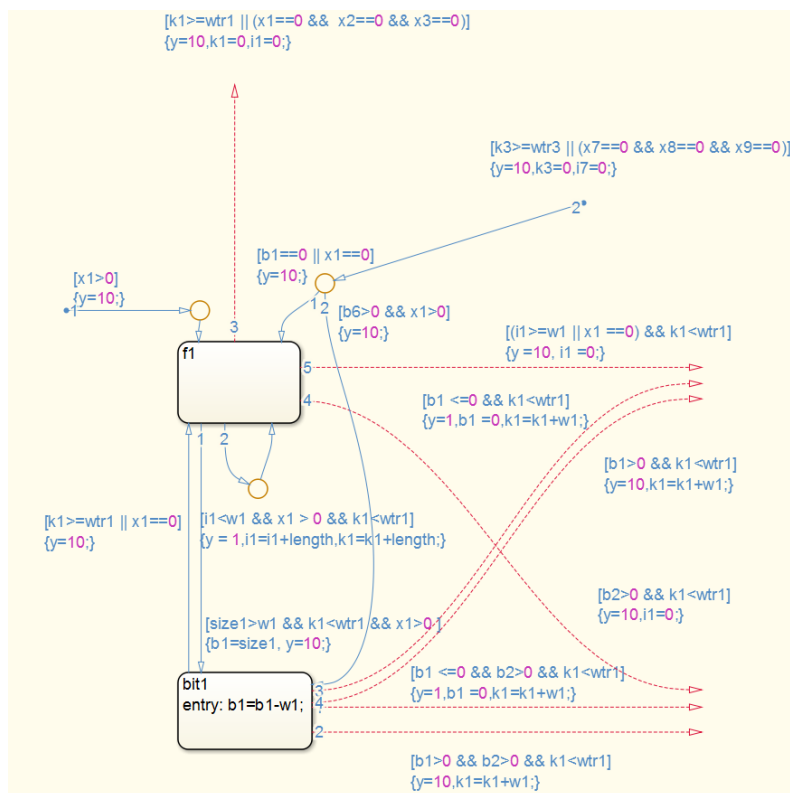 [k1>=wtr1 || (x1==0 && x2==0 && x3==0)]
{y=10,k1=0,i1=0;}
[k3>=wtr3 || (x7==0 && x8==0 && x9==0)]
{y=10,k3=0,i7=0;}
2
[b1==0 || x1==0]
{y=10;}
[x1>0]
{y=10;}
1
1
2
[b6>0 && x1>0]
{y=10;}
3
[(i1>=w1 || x1 ==0) && k1<wtr1]
{y =10, i1 =0;}
f1
5
4
[b1 <=0 && k1<wtr1]
{y=1,b1 =0,k1=k1+w1;}
1
2
[b1>0 && k1<wtr1]
{y=10,k1=k1+w1;}
[k1>=wtr1 || x1==0]
{y=10;}
[i1<w1 && x1 > 0 && k1<wtr1]
{y = 1,i1=i1+length,k1=k1+length;}
[b2>0 && k1<wtr1]
{y=10,i1=0;}
[size1>w1 && k1<wtr1 && x1>0 ]
{b1=size1, y=10;}
[b1 <=0 && b2>0 && k1<wtr1]
{y=1,b1 =0,k1=k1+w1;}
bit1
entry: b1=b1-w1;
3
4
2
[b1>0 && b2>0 && k1<wtr1]
{y=10,k1=k1+w1;}